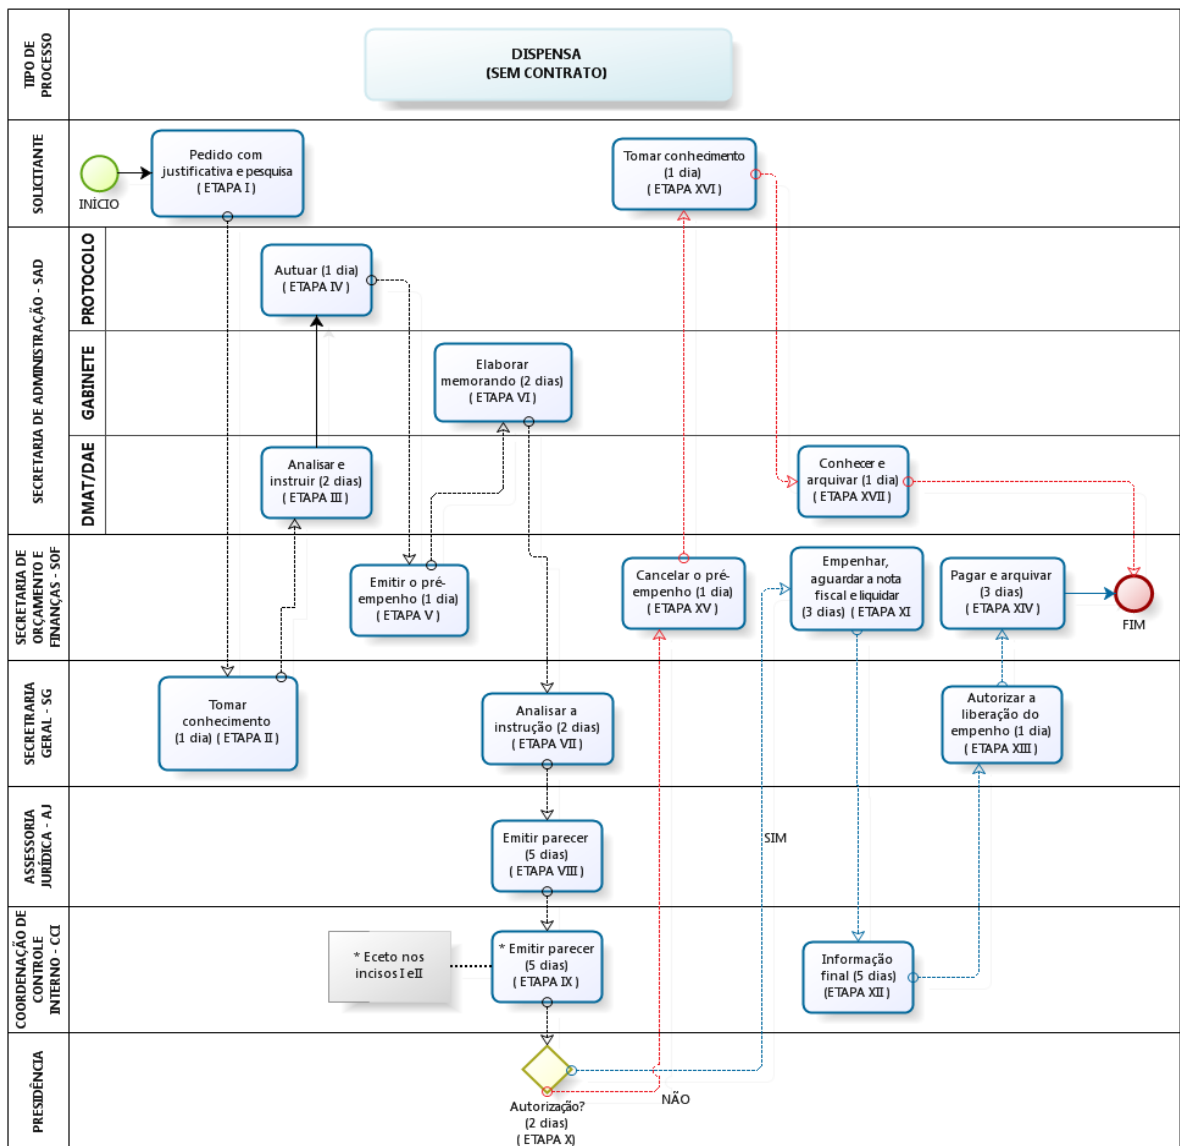 TIPO DE
PROCESSO
DISPENSA
(SEM CONTRATO)
SOLICITANTE
INÍCIO
Pedido com
justificativa e pesquisa
( ETAPA I )
Tomar conhecimento
(1 dia)
( ETAPA XVI )
SECRETARIA DE ADMINISTRAÇÃO - SAD
PROTOCOLO
Autuar (1 dia)
( ETAPA IV )
GABINETE
Elaborar
memorando (2 dias)
( ETAPA VI )
DMAT/DAE
Analisar e
instruir (2 dias)
( ETAPA III )
Conhecer e
arquivar (1 dia)
( ETAPA XVII )
SECRETARIA DE
ORÇAMENTO E
FINANÇAS - SOF
Emitir o pré-
empenho (1 dia)
( ETAPA V )
Cancelar o pré-
empenho (1 dia)
( ETAPA XV )
Empenhar,
aguardar a nota
fiscal e liquidar
(3 dias) ( ETAPA XI
Pagar e arquivar
(3 dias)
( ETAPA XIV )
FIM
SECRETRARIA
GERAL - SG
Tomar
conhecimento
(1 dia) ( ETAPA II )
Analisar a
instrução (2 dias)
( ETAPA VII )
Autorizar a
liberação do
empenho (1 dia)
( ETAPA XIII )
ASSESSORIA
JURÍDICA - AJ
Emitir parecer
(5 dias)
( ETAPA VIII )
SIM
COORDENAÇÃO DE
CONTROLE
INTERNO - CCI
* Eceto nos
incisos I eII
* Emitir parecer
(5 dias)
( ETAPA IX )
Informação
final (5 dias)
(ETAPA XII )
PRESIDÊNCIA
Autorização?
(2 dias)
( ETAPA X)
NÃO